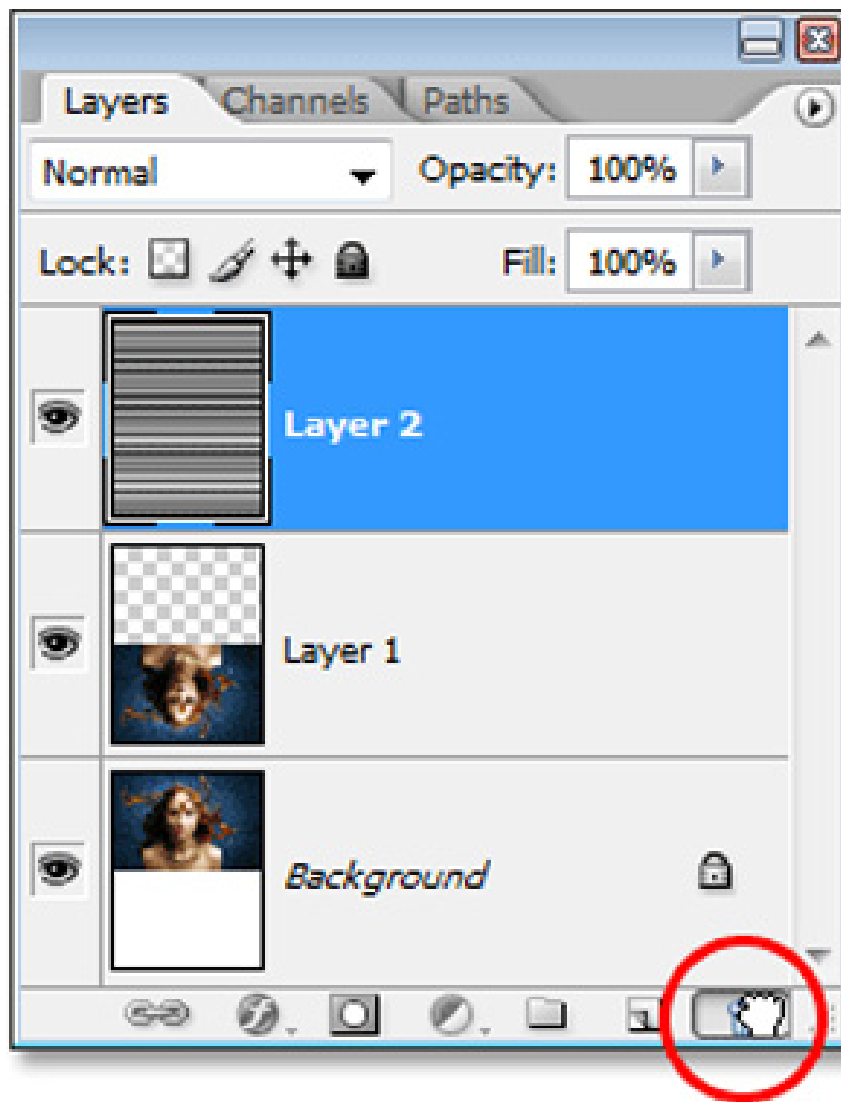 Layers Channels Paths
Normal Opacity: 100%
Lock: Fill: 100%
Layer 2
Layer 1
Background